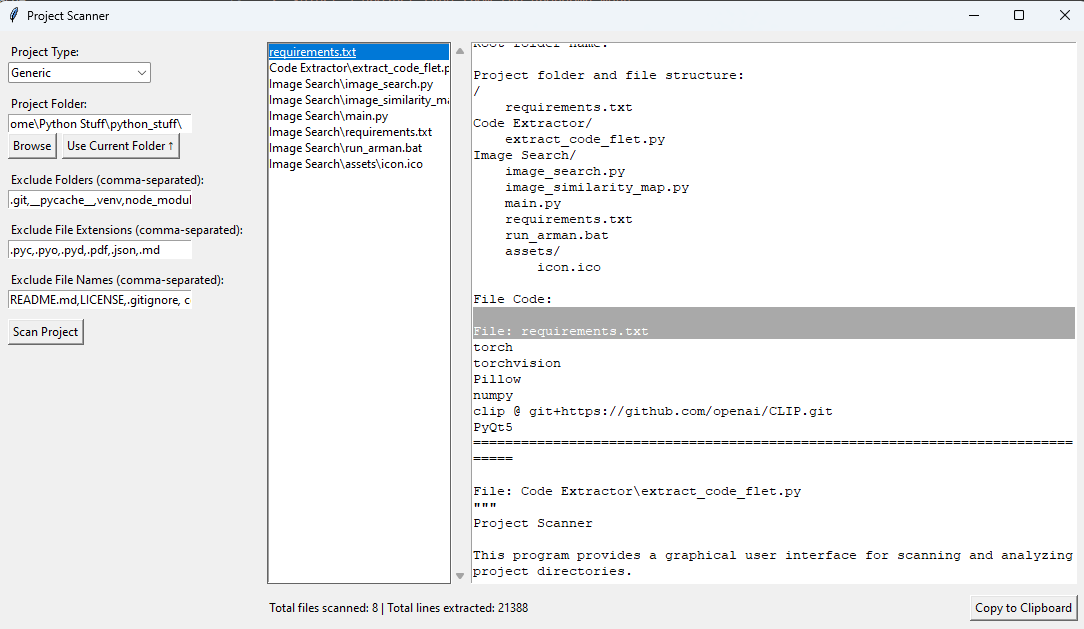 Project Scanner
Project Type:
Generic
Project Folder:
ome\Python Stuff\python_stuff\
Browse
Use Current Folder ↑
Exclude Folders (comma-separated):
.git,__pycache__,venv,node_modul
Exclude File Extensions (comma-separated):
.pyc,.pyo,.pyd,.pdf,.json,.md
Exclude File Names (comma-separated):
README.md,LICENSE,.gitignore, c
Scan Project
requirements.txt
Code Extractor\extract_code_flet.p
Image Search\image_search.py
Image Search\image_similarity_ma
Image Search\main.py
Image Search\requirements.txt
Image Search\run_arman.bat
Image Search\assets\icon.ico
Root folder name:
Project folder and file structure:
/
requirements.txt
Code Extractor/
extract_code_flet.py
Image Search/
image_search.py
image_similarity_map.py
main.py
requirements.txt
run_arman.bat
assets/
icon.ico
File Code:
File: requirements.txt
torch
torchvision
Pillow
numpy
clip @ git+https://github.com/openai/CLIP.git
PyQt5
===========================================================================
=====
File: Code Extractor\extract_code_flet.py
"""
Project Scanner
This program provides a graphical user interface for scanning and analyzing
project directories.
Total files scanned: 8 | Total lines extracted: 21388
Copy to Clipboard